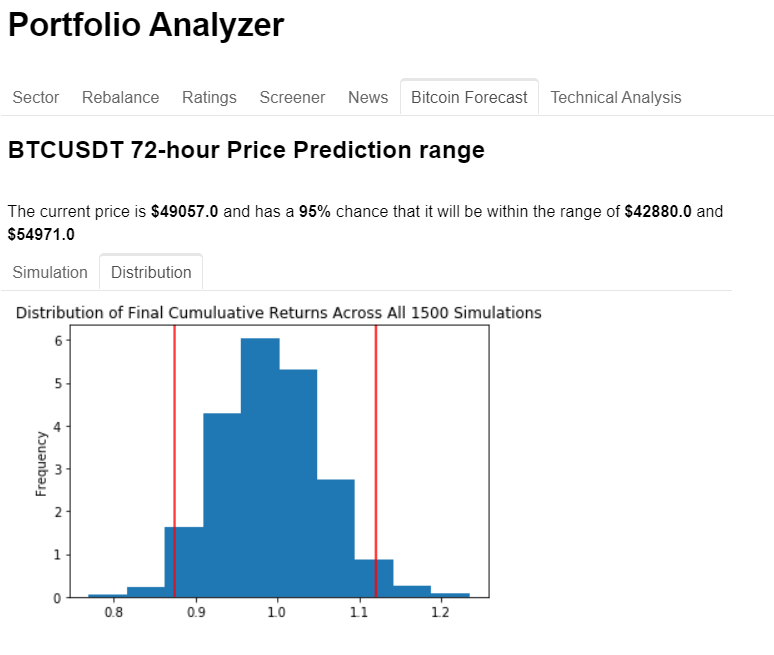 Portfolio Analyzer
Sector Rebalance Ratings Screener News Bitcoin Forecast Technical Analysis
BTCUSDT 72-hour Price Prediction range
The current price is $49057.0 and has a 95% chance that it will be within the range of $42880.0 and
$54971.0
Simulation Distribution
Distribution of Final Cumuluative Returns Across All 1500 Simulations
6
5
4
3
2
1
0
Frequency
0.8 0.9 1.0 1.1 1.2